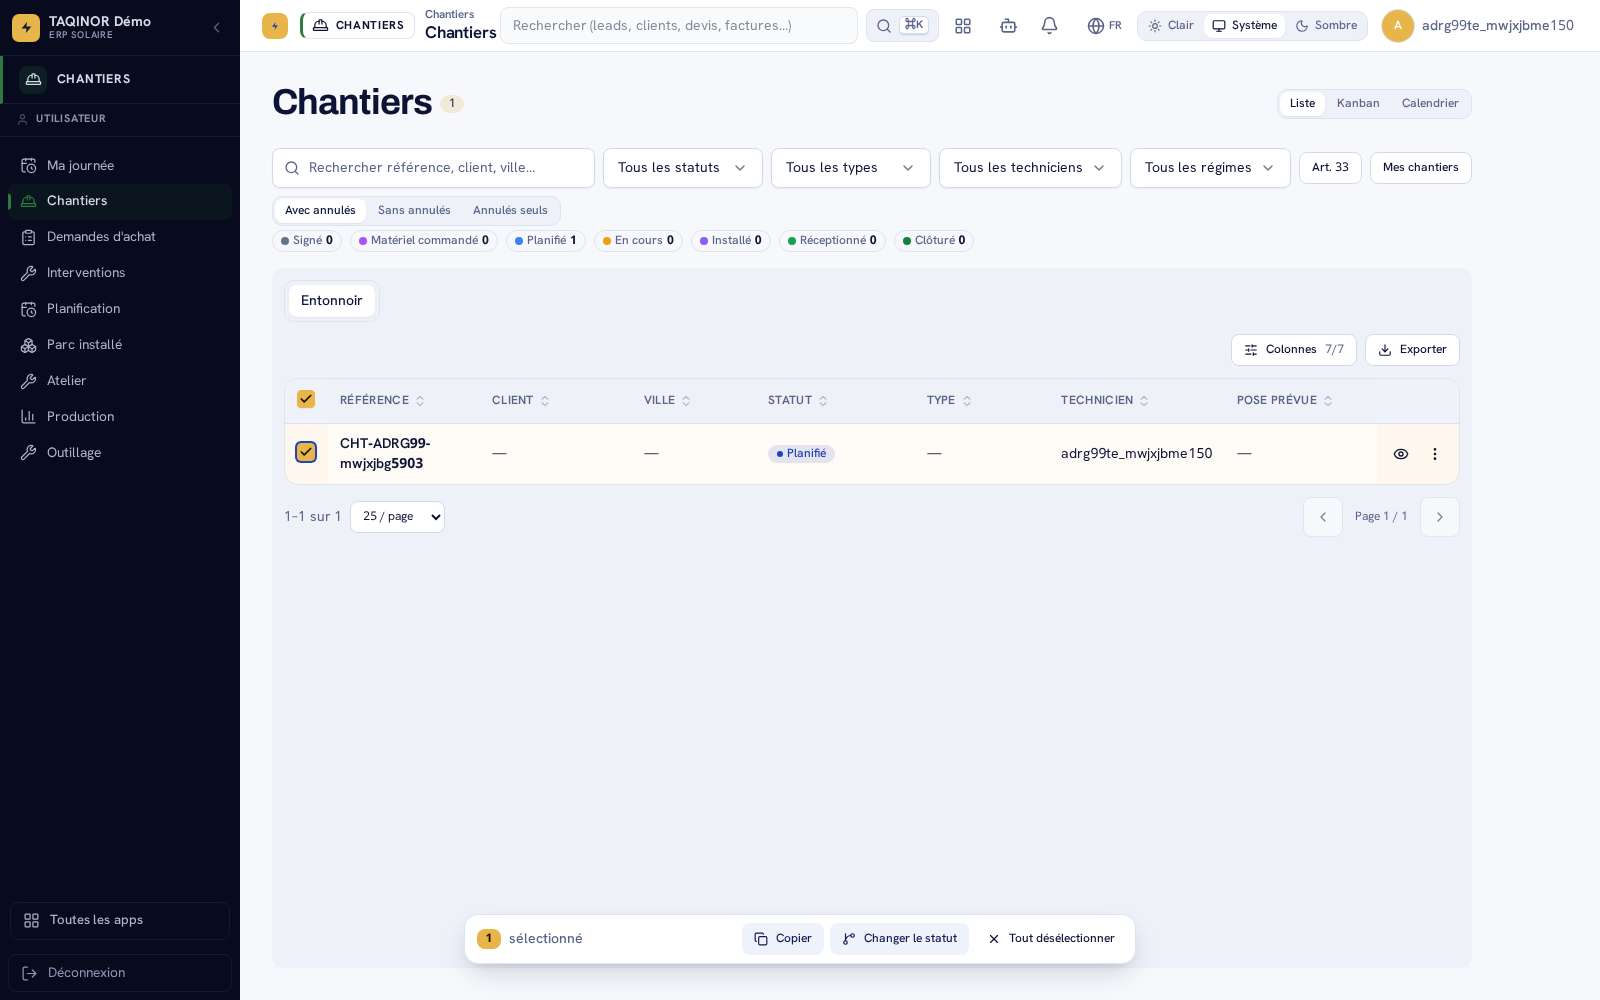 TAQINOR Démo
ERP SOLAIRE
CHANTIERS
UTILISATEUR
Ma journée
Chantiers
Demandes d'achat
Interventions
Planification
Parc installé
Atelier
Production
Outillage
Toutes les apps
Déconnexion
CHANTIERS
Chantiers
Chantiers
Rechercher (leads, clients, devis, factures...)
⌘K
FR
Clair
Système
Sombre
A
adrg99te_mwjxjbme150
Chantiers 1
Liste
Kanban
Calendrier
Rechercher référence, client, ville...
Tous les statuts
Tous les types
Tous les techniciens
Tous les régimes
Art. 33
Mes chantiers
Avec annulés
Sans annulés
Annulés seuls
Signé 0
Matériel commandé 0
Planifié 1
En cours 0
Installé 0
Réceptionné 0
Clôturé 0
Entonnoir
Colonnes 7/7
Exporter
RÉFÉRENCE
CLIENT
VILLE
STATUT
TYPE
TECHNICIEN
POSE PRÉVUE
CHT-ADRG99-
mwjxjbg5903
—
—
Planifié
—
adrg99te_mwjxjbme150
—
1–1 sur 1
25 / page
Page 1 / 1
1 sélectionné
Copier
Changer le statut
Tout désélectionner